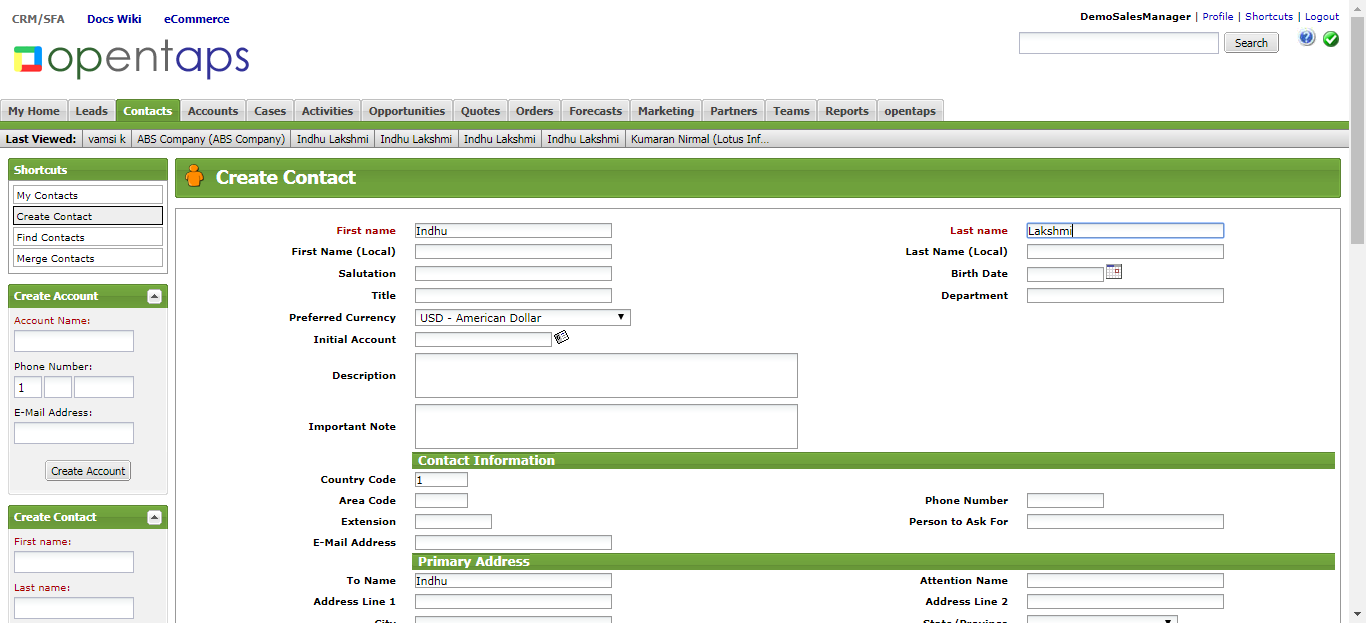 CRM/SFA Docs Wiki eCommerce
DemoSalesManager | Profile | Shortcuts | Logout
opentaps
Search
My Home Leads Contacts Accounts Cases Activities Opportunities Quotes Orders Forecasts Marketing Partners Teams Reports opentaps
Last Viewed: vamsi k ABS Company (ABS Company) Indhu Lakshmi Indhu Lakshmi Indhu Lakshmi Indhu Lakshmi Kumaran Nirmal (Lotus Inf...
Shortcuts
My Contacts
Create Contact
Find Contacts
Merge Contacts
Create Account
Account Name:
Phone Number:
1
E-Mail Address:
Create Account
Create Contact
First name:
Last name:
Create Contact
First name Indhu Last name Lakshmi
First Name (Local) Last Name (Local)
Salutation Birth Date
Title Department
Preferred Currency USD - American Dollar
Initial Account
Description
Important Note
Contact Information
Country Code 1
Area Code Phone Number
Extension Person to Ask For
E-Mail Address
Primary Address
To Name Indhu Attention Name
Address Line 1 Address Line 2
City State/Province